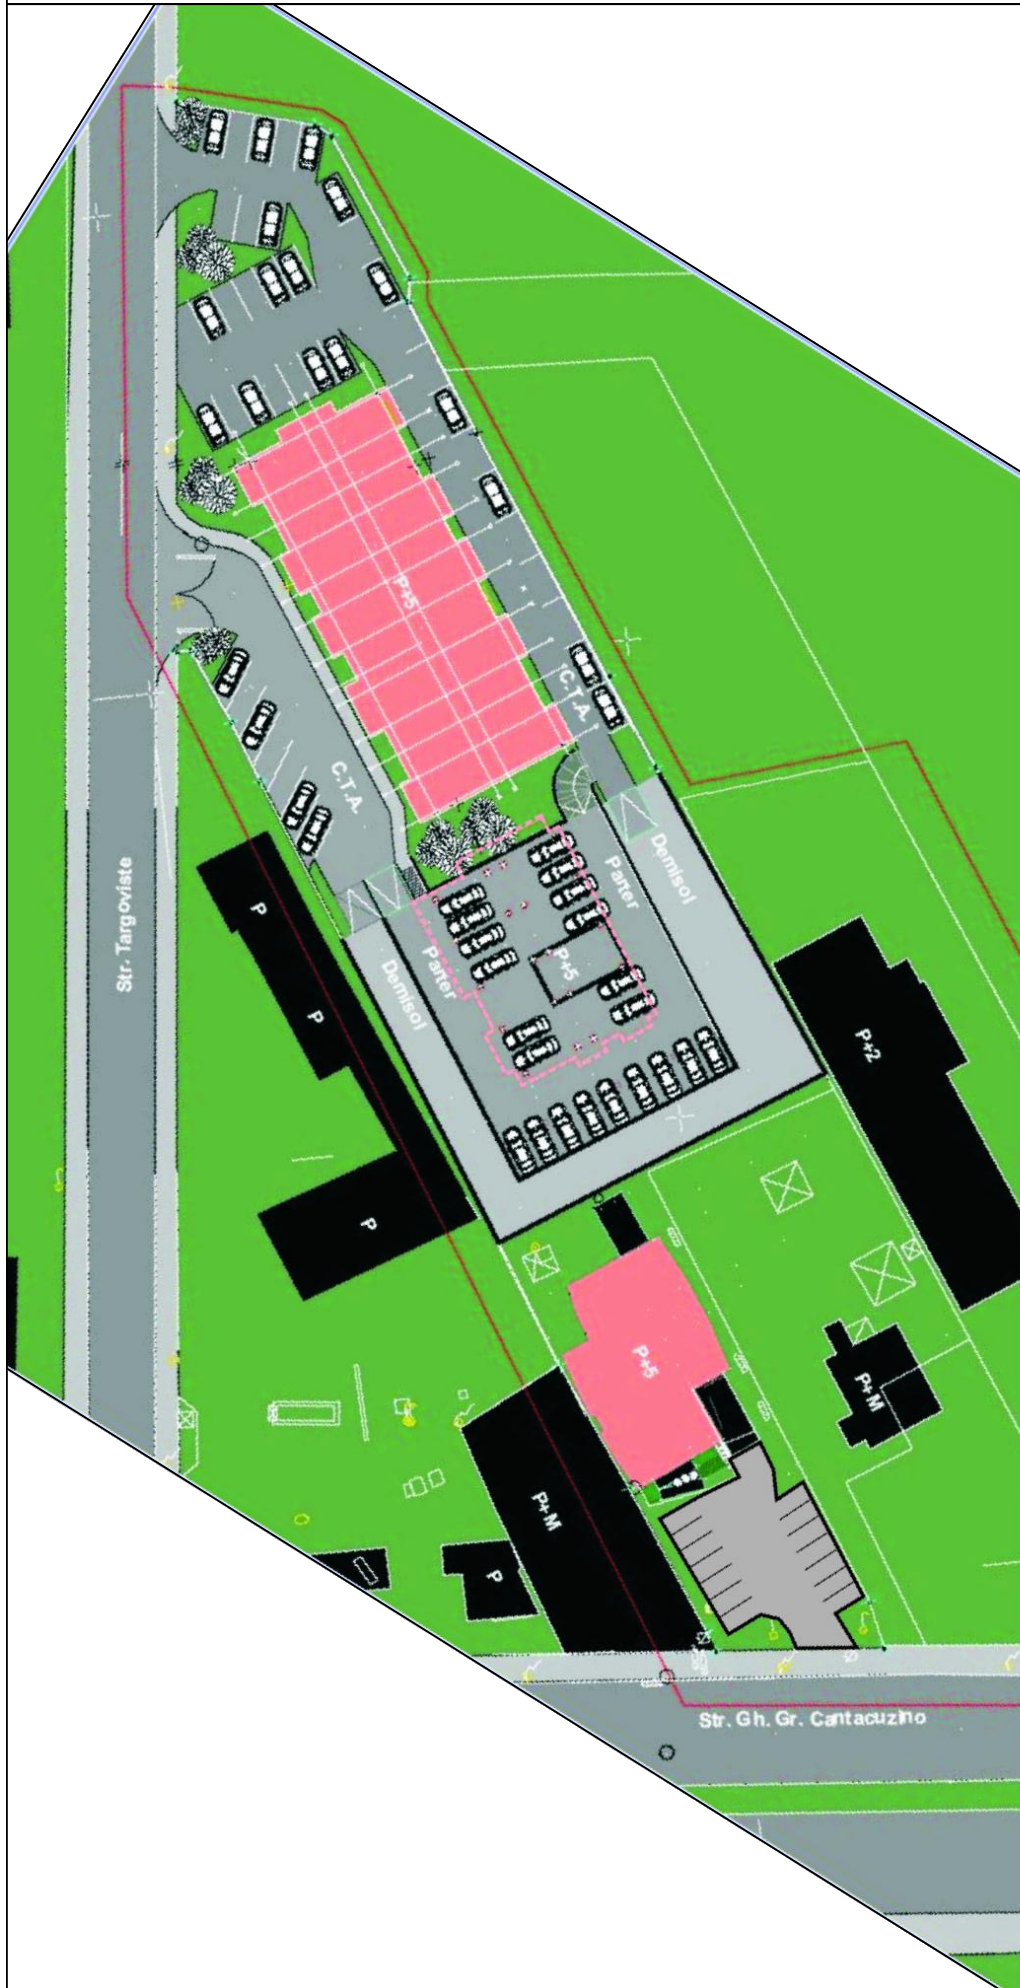 P+5
C.T.A.
C.T.A.
Demisol
Parter
P
P+5
Parter
Demisol
Str. Targoviste
P
P+2
P
P+5
P+M
P+M
P
Str. Gh. Gr. Cantacuzino